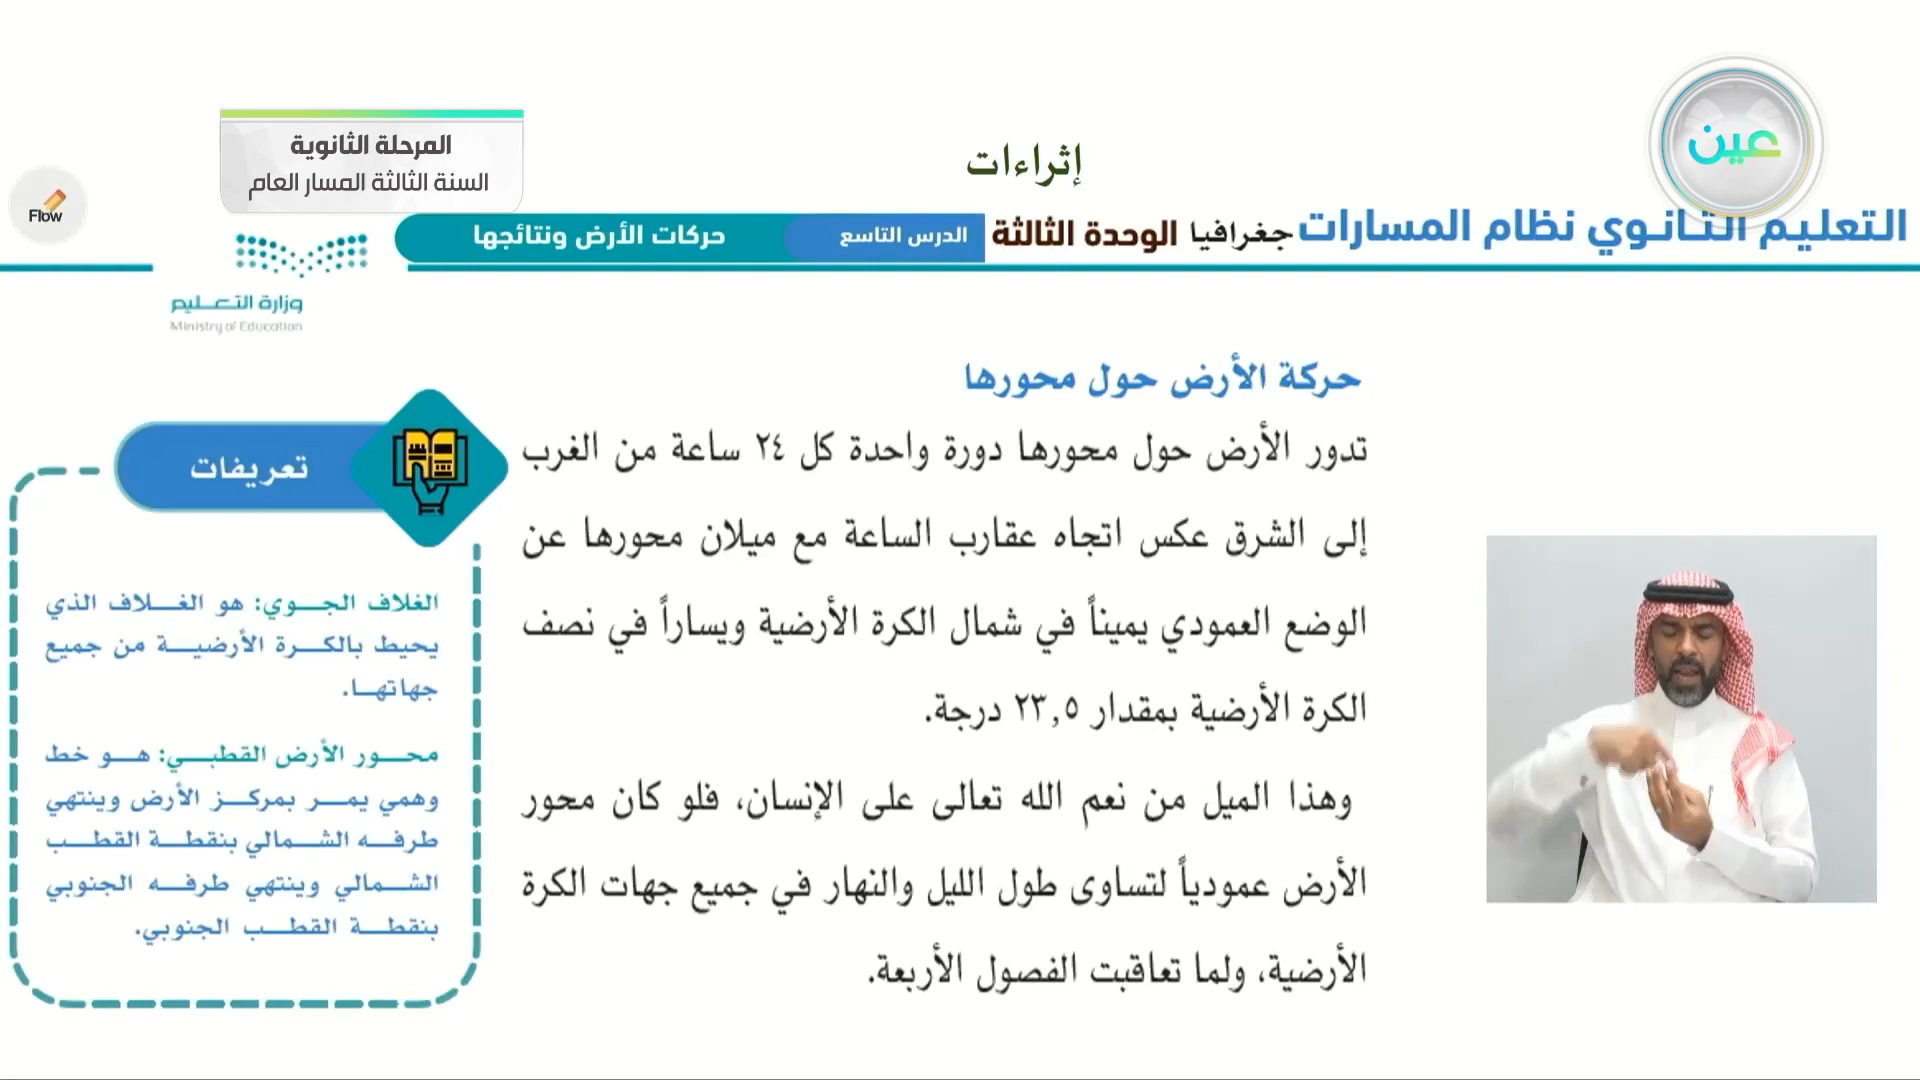 عين
المرحلة الثانوية
السنة الثالثة المسار العام
إثراءات
Flow
التعليم الثانوي نظام المسارات جغرافيا الوحدة الثالثة الدرس التاسع حركات الأرض ونتائجها
وزارة التعليم
Ministry of Education
حركة الأرض حول محورها
تدور الأرض حول محورها دورة واحدة كل ٢٤ ساعة من الغرب
إلى الشرق عكس اتجاه عقارب الساعة مع ميلان محورها عن
الوضع العمودي يميناً في شمال الكرة الأرضية ويساراً في نصف
الكرة الأرضية بمقدار ٢٣,٥ درجة.
وهذا الميل من نعم الله تعالى على الإنسان، فلو كان محور
الأرض عمودياً لتساوى طول الليل والنهار في جميع جهات الكرة
الأرضية، ولما تعاقبت الفصول الأربعة.
تعريفات
الغلاف الجوي: هو الغلاف الذي
يحيط بالكرة الأرضية من جميع
جهاتها.
محور الأرض القطبي: هو خط
وهمي يمر بمركز الأرض وينتهي
طرفه الشمالي بنقطة القطب
الشمالي وينتهي طرفه الجنوبي
بنقطة القطب الجنوبي.